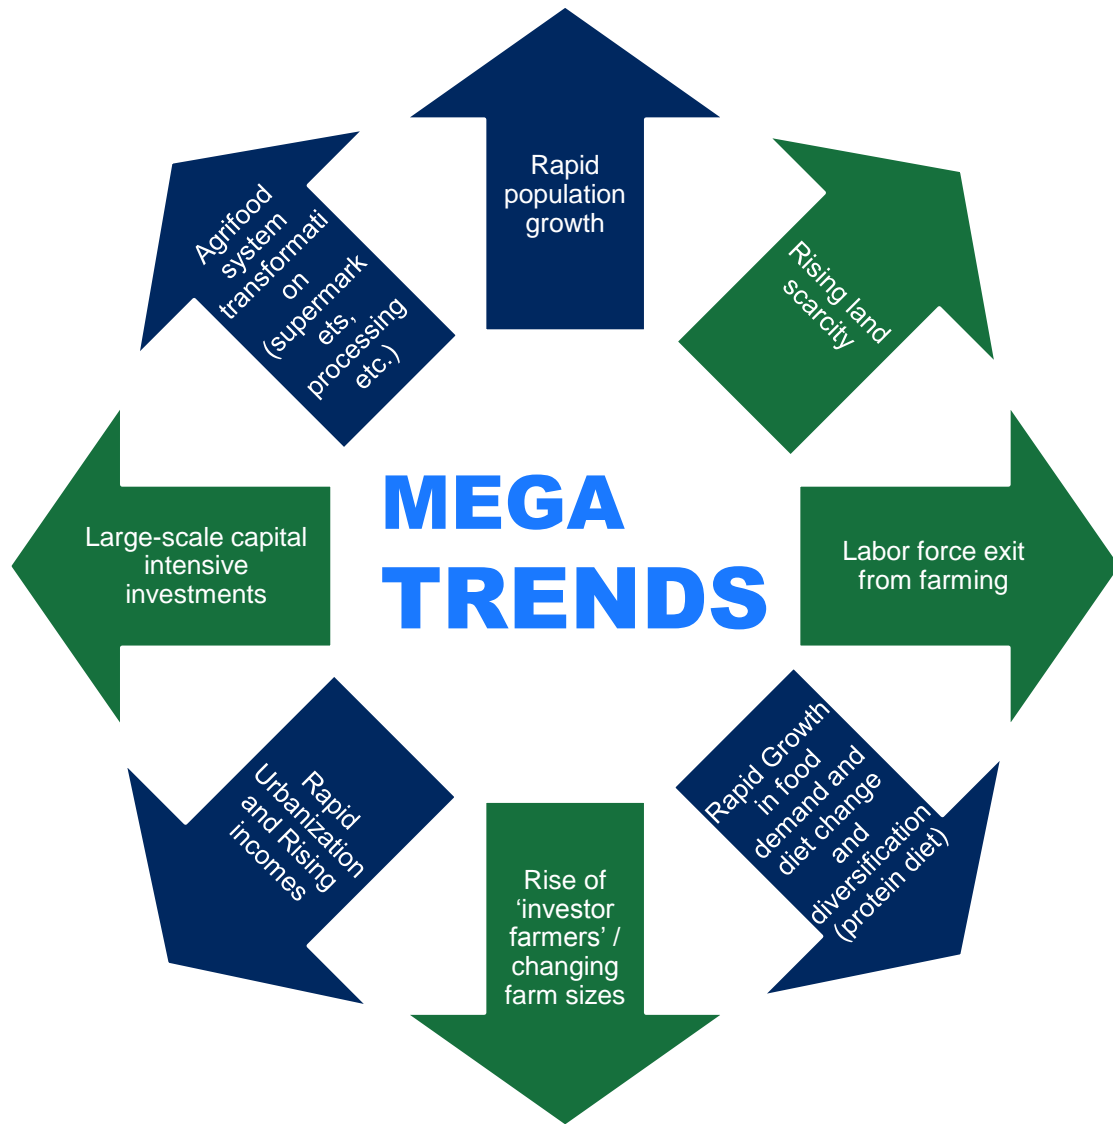 Rapid
population
growth
Rising land
scarcity
Labor force exit
from farming
Rapid Growth
in food
demand and
diet change
and
diversification
(protein diet)
Rise of
‘investor
farmers’ /
changing
farm sizes
Rapid
Urbanization
and Rising
incomes
Large-scale capital
intensive
investments
Agrifood
system
transformati
on
(supermark
ets,
processing
etc.)
MEGA
TRENDS